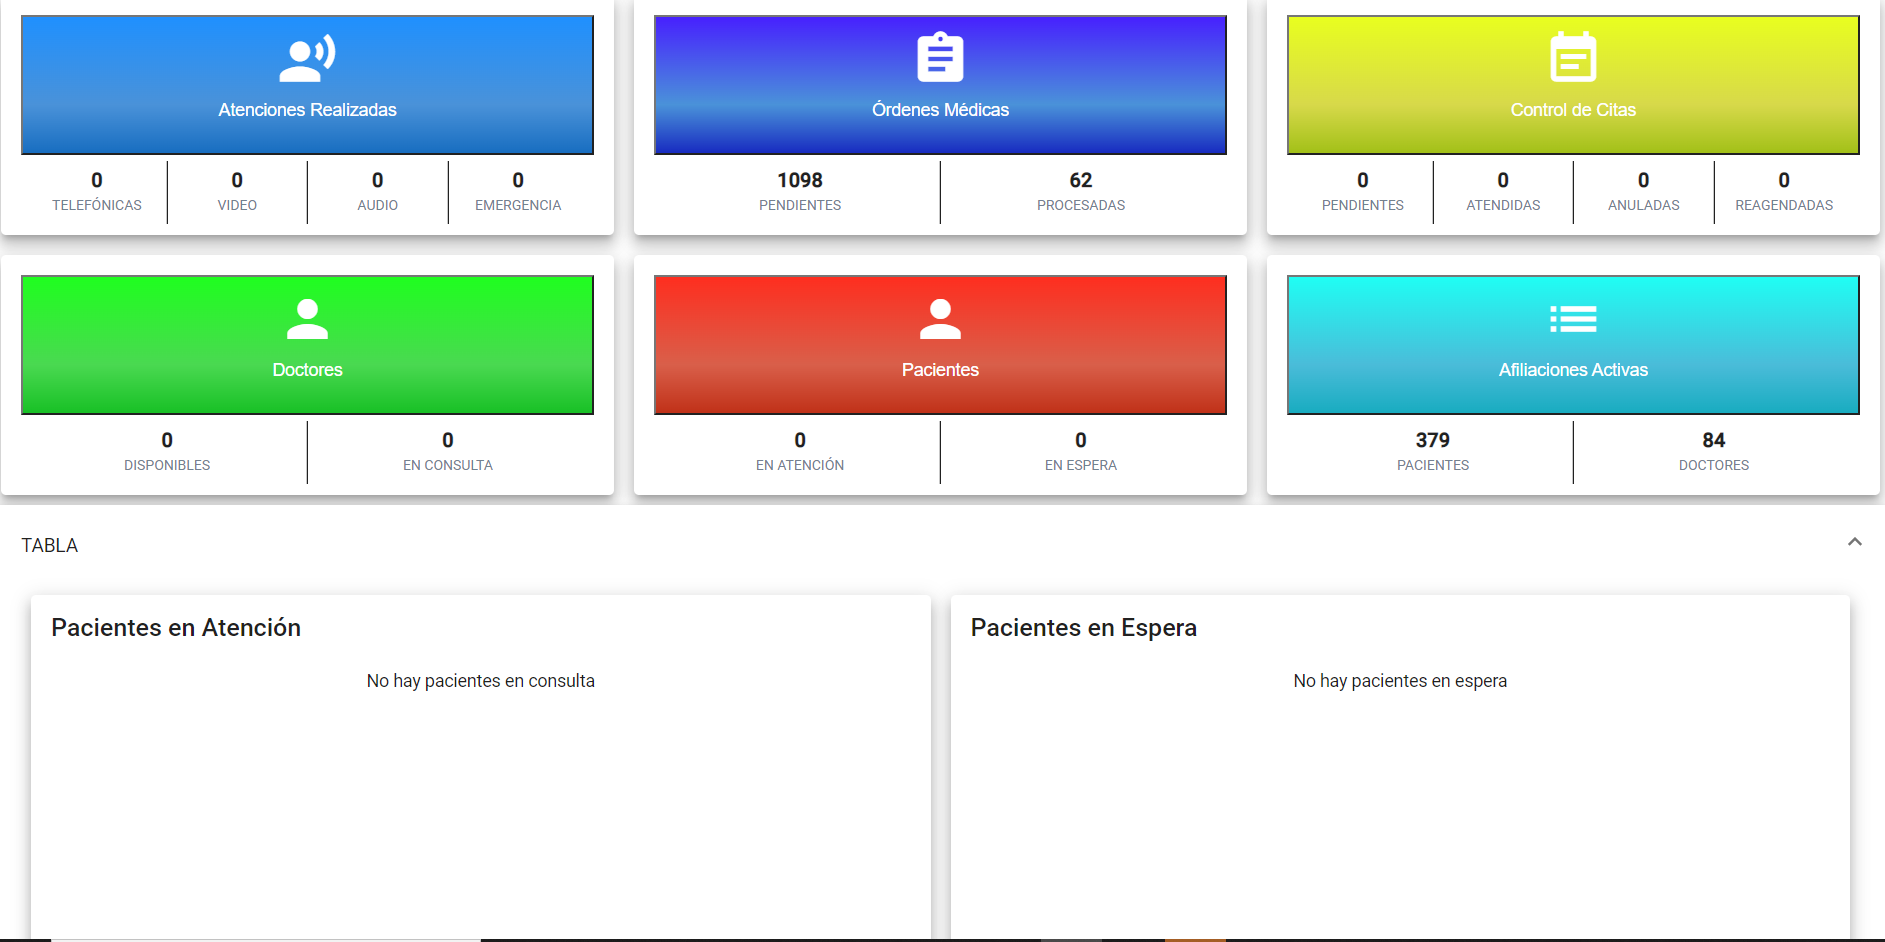 Atenciones Realizadas
0 0 0 0
TELEFÓNICAS VIDEO AUDIO EMERGENCIA
Órdenes Médicas
1098 62
PENDIENTES PROCESADAS
Control de Citas
0 0 0 0
PENDIENTES ATENDIDAS ANULADAS REAGENDADAS
Doctores
0 0
DISPONIBLES EN CONSULTA
Pacientes
0 0
EN ATENCIÓN EN ESPERA
Afiliaciones Activas
379 84
PACIENTES DOCTORES
TABLA
Pacientes en Atención
No hay pacientes en consulta
Pacientes en Espera
No hay pacientes en espera